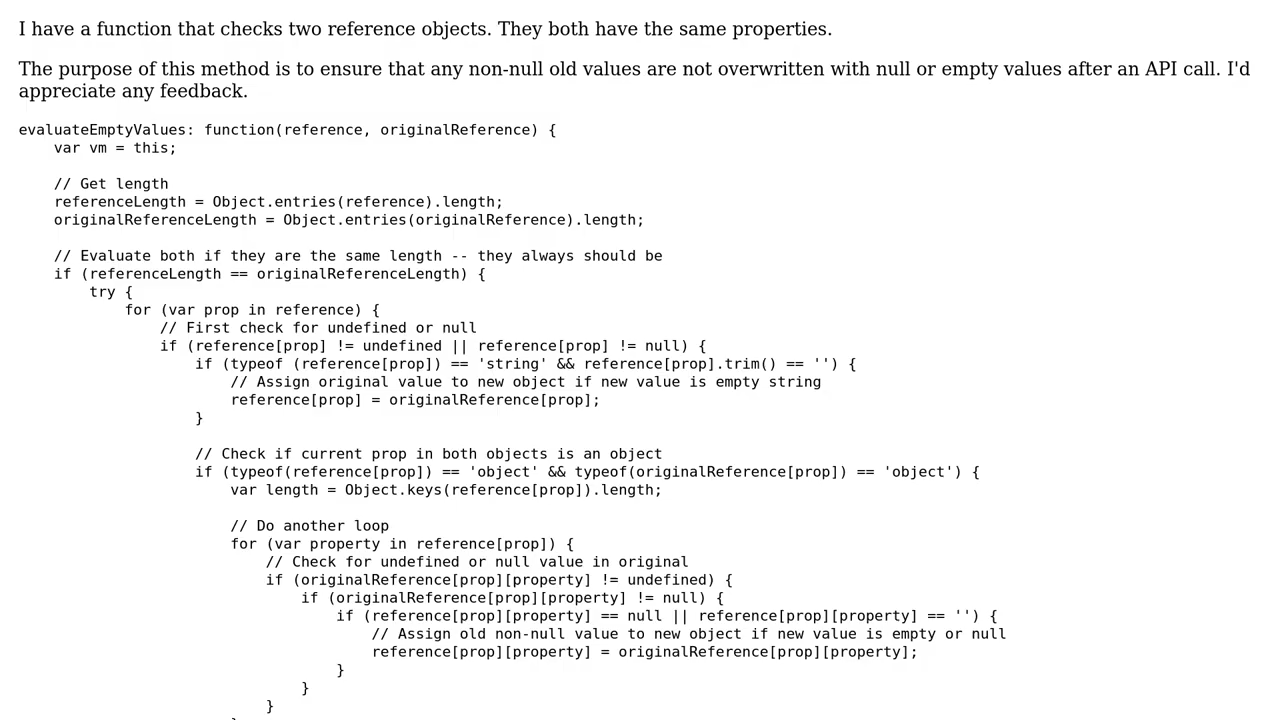 I have a function that checks two reference objects. They both have the same properties.
The purpose of this method is to ensure that any non-null old values are not overwritten with null or empty values after an API call. I'd
appreciate any feedback.
evaluateEmptyValues: function(reference, originalReference) {
    var vm = this;
    // Get length
    referenceLength = Object.entries(reference).length;
    originalReferenceLength = Object.entries(originalReference).length;
    // Evaluate both if they are the same length -- they always should be
    if (referenceLength == originalReferenceLength) {
        try {
            for (var prop in reference) {
                // First check for undefined or null
                if (reference[prop] != undefined || reference[prop] != null) {
                    if (typeof (reference[prop]) == 'string' && reference[prop].trim() == '') {
                        // Assign original value to new object if new value is empty string
                        reference[prop] = originalReference[prop];
                    }
                    // Check if current prop in both objects is an object
                    if (typeof(reference[prop]) == 'object' && typeof(originalReference[prop]) == 'object') {
                        var length = Object.keys(reference[prop]).length;
                        // Do another loop
                        for (var property in reference[prop]) {
                            // Check for undefined or null value in original
                            if (originalReference[prop][property] != undefined) {
                                if (originalReference[prop][property] != null) {
                                    if (reference[prop][property] == null || reference[prop][property] == '') {
                                        // Assign old non-null value to new object if new value is empty or null
                                        reference[prop][property] = originalReference[prop][property];
                                    }
                                }
                            }